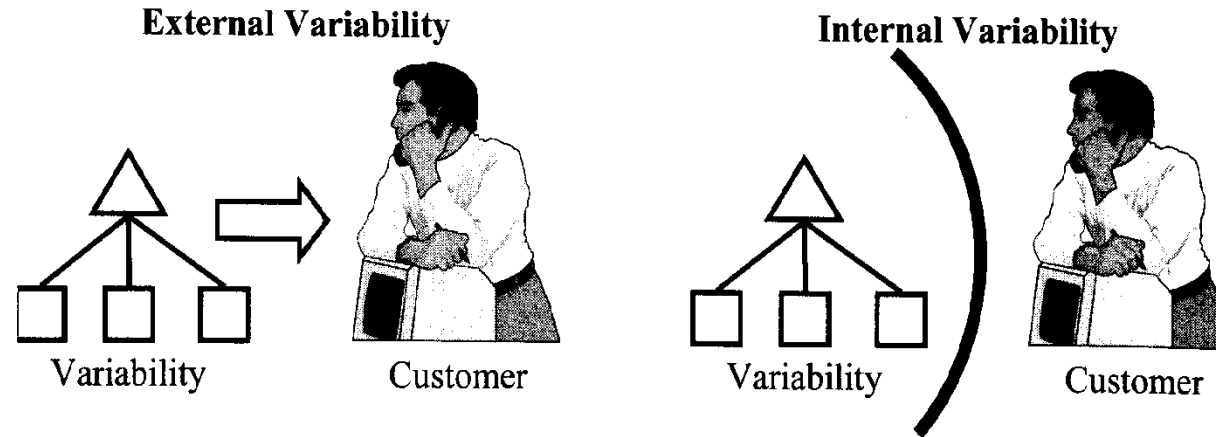 External Variability
Internal Variability
Variability
Customer
Variability
Customer